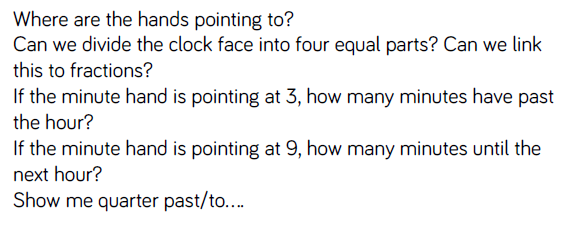 Where are the hands pointing to?
Can we divide the clock face into four equal parts? Can we link
this to fractions?
If the minute hand is pointing at 3, how many minutes have past
the hour?
If the minute hand is pointing at 9, how many minutes until the
next hour?
Show me quarter past/to....